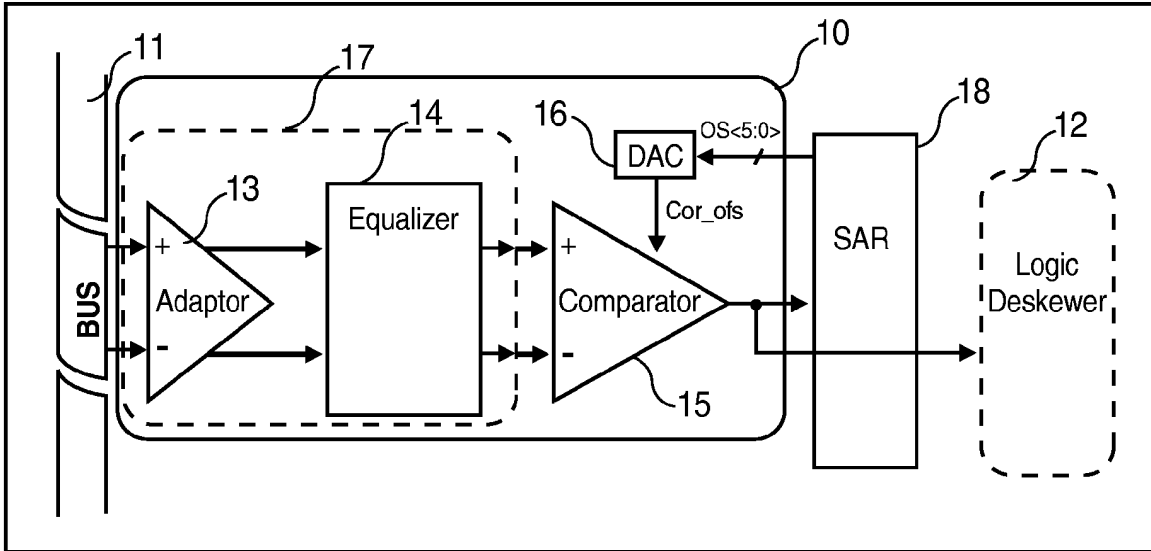 11
17
10
14
16
18
12
OS<5:0>
DAC
13
Cor_ofs
Equalizer
+
+
SAR
Logic
Deskewer
BUS
Adaptor
Comparator
-
-
15